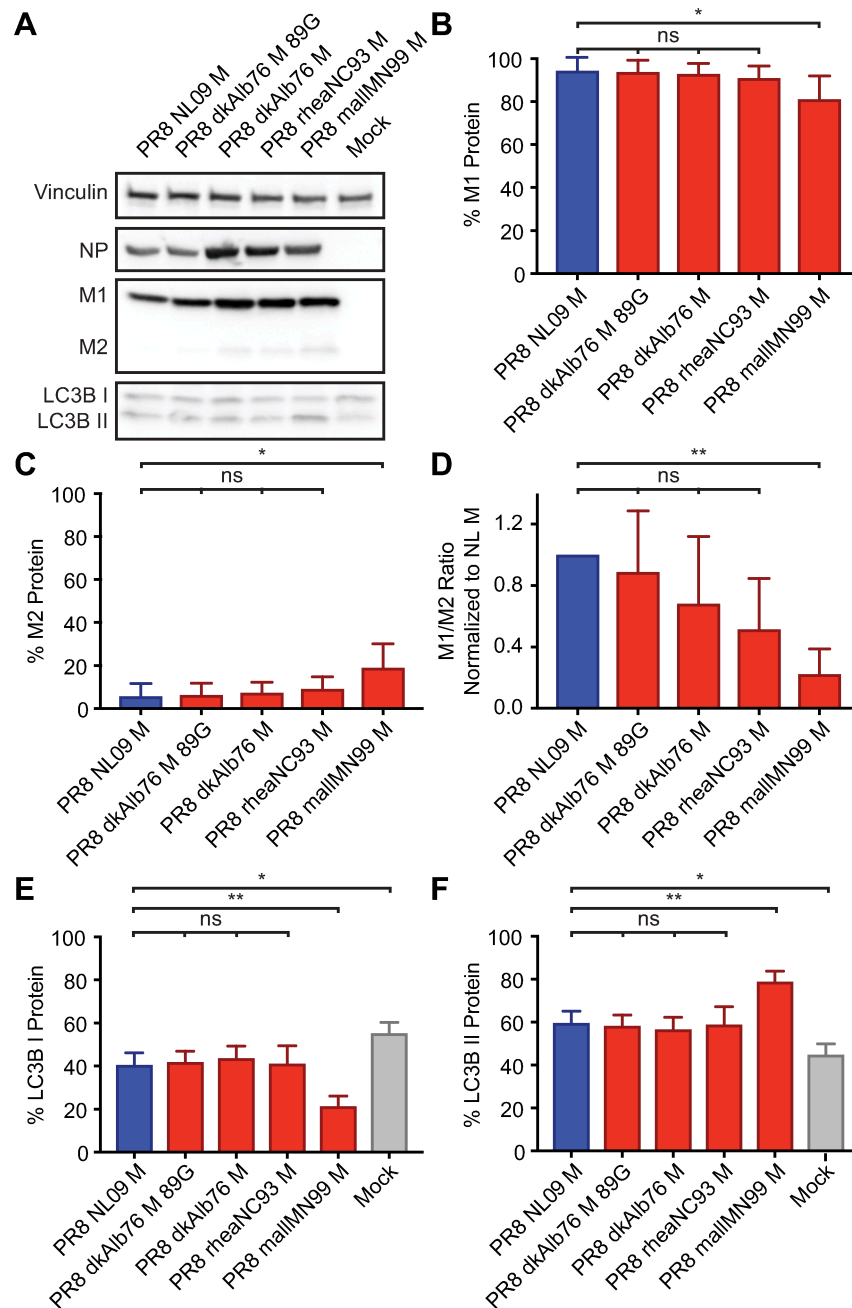 A
PR8 NL09 M
PR8 dkAlb76 M 89G
PR8 dkAlb76 M
PR8 rheaNC93 M
PR8 mallMN99 M
Mock
Vinculin
NP
M1
M2
LC3B I
LC3B II
B
*
ns
% M1 Protein
100
80
60
40
20
0
PR8 NL09 M
PR8 dkAlb76 M 89G
PR8 dkAlb76 M
PR8 rheaNC93 M
PR8 mallMN99 M
C
*
ns
% M2 Protein
100
80
60
40
20
0
PR8 NL09 M
PR8 dkAlb76 M 89G
PR8 dkAlb76 M
PR8 rheaNC93 M
PR8 mallMN99 M
D
**
ns
M1/M2 Ratio
Normalized to NL M
1.2
0.8
0.4
0.0
PR8 NL09 M
PR8 dkAlb76 M 89G
PR8 dkAlb76 M
PR8 rheaNC93 M
PR8 mallMN99 M
E
*
**
ns
% LC3B I Protein
100
80
60
40
20
0
PR8 NL09 M
PR8 dkAlb76 M 89G
PR8 dkAlb76 M
PR8 rheaNC93 M
PR8 mallMN99 M
Mock
F
*
**
ns
% LC3B II Protein
100
80
60
40
20
0
PR8 NL09 M
PR8 dkAlb76 M 89G
PR8 dkAlb76 M
PR8 rheaNC93 M
PR8 mallMN99 M
Mock